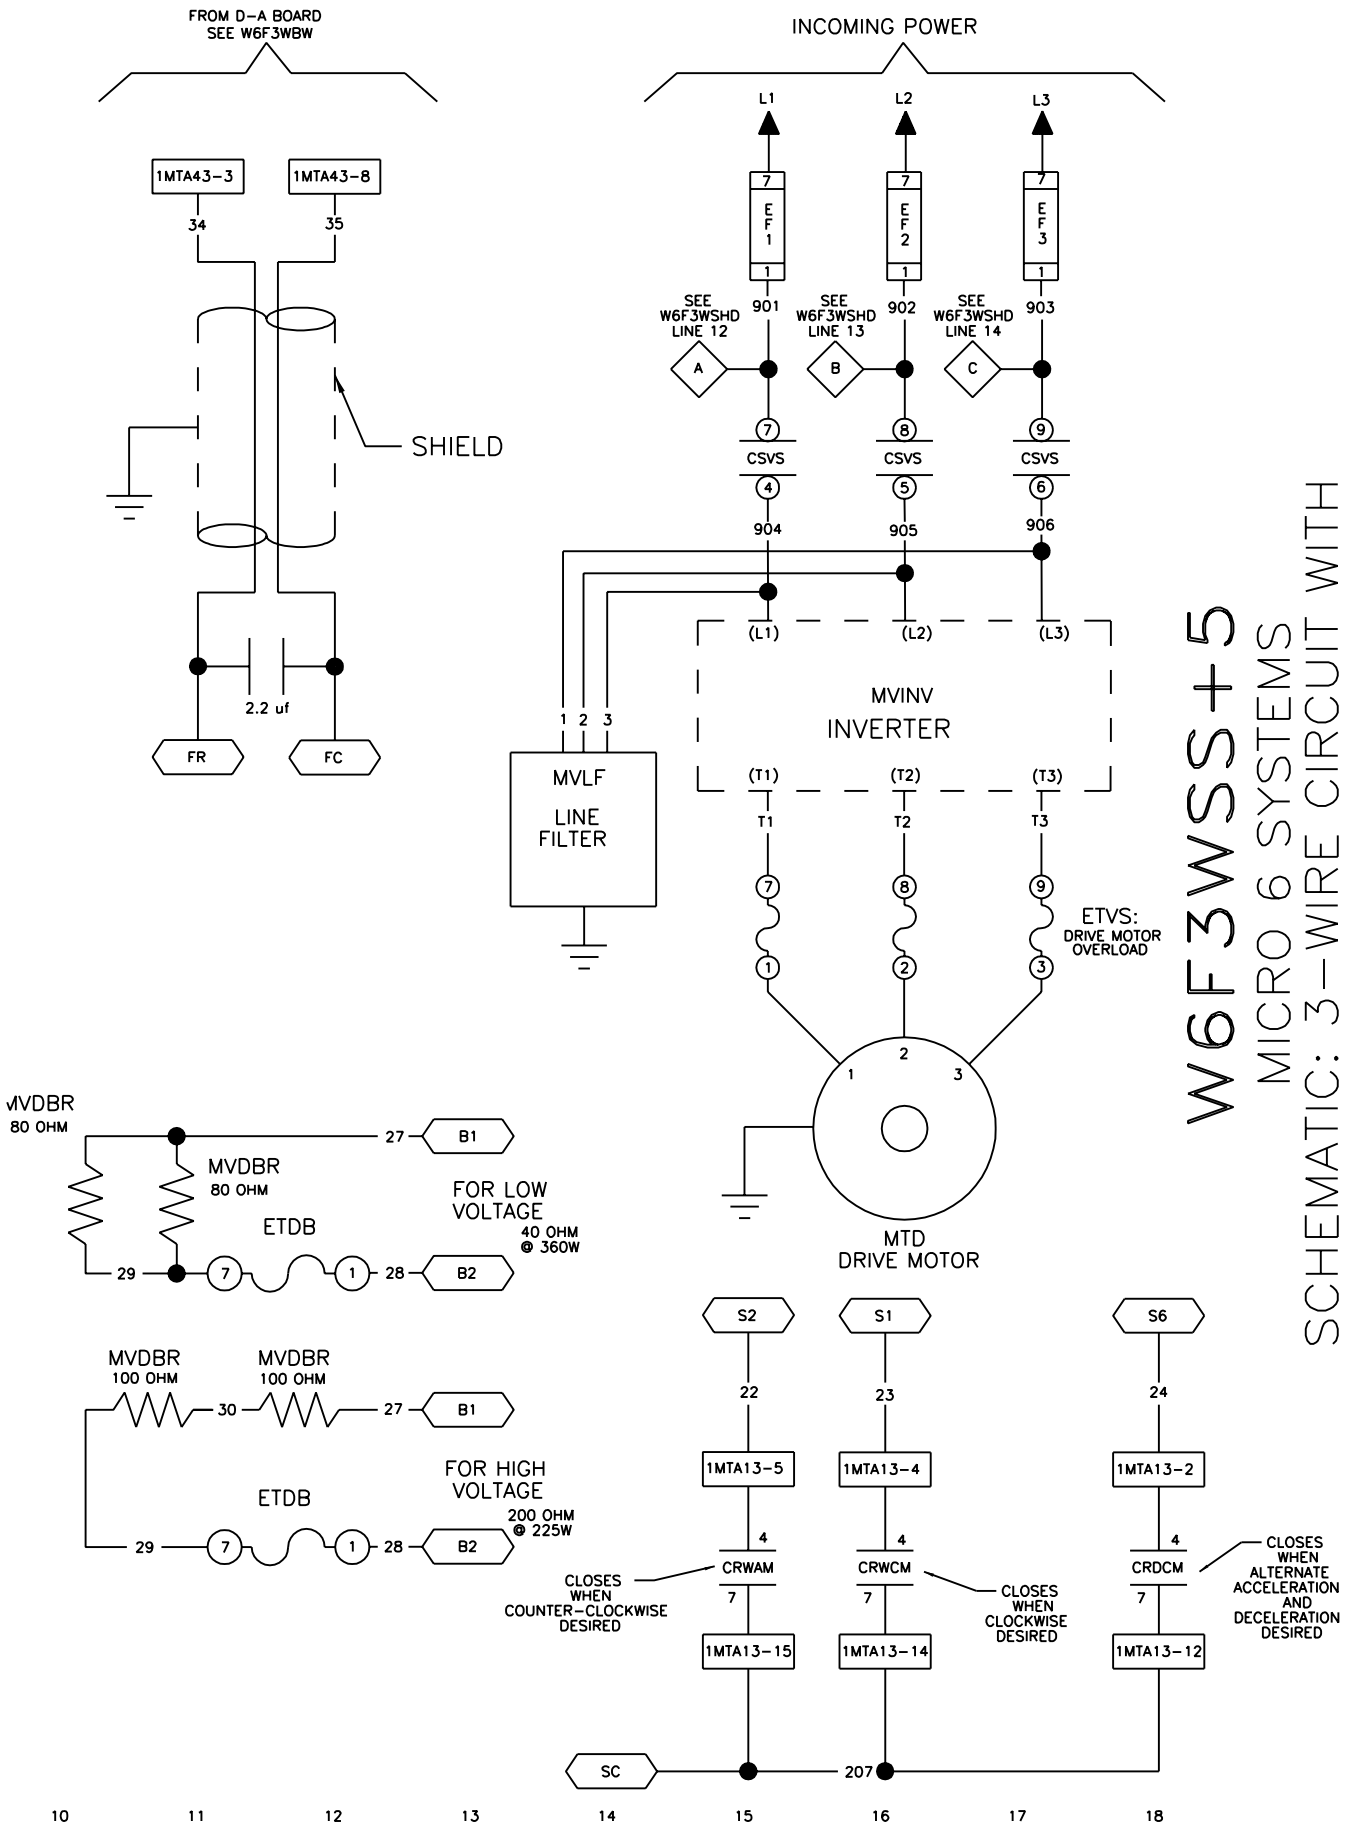 FROM D-A BOARD
SEE W6F3WBW
1MTA43-3
1MTA43-8
34
35
SHIELD
2.2 uf
FR
FC
INCOMING POWER
L1
L2
L3
7
7
7
EF1
EF2
EF3
1
1
1
901
902
903
SEE
W6F3WSHD
LINE 12
SEE
W6F3WSHD
LINE 13
SEE
W6F3WSHD
LINE 14
A
B
C
7
8
9
CSVS
CSVS
CSVS
4
5
6
904
905
906
(L1)
(L2)
(L3)
MVINV
INVERTER
1 2 3
MVLF
LINE
FILTER
(T1)
(T2)
(T3)
T1
T2
T3
7
8
9
ETVS:
DRIVE MOTOR
OVERLOAD
1
2
3
1
2
3
MTD
DRIVE MOTOR
MVDBR
80 OHM
MVDBR
80 OHM
27
B1
ETDB
FOR LOW
VOLTAGE
40 OHM
@ 360W
29
7
1
28
B2
MVDBR
100 OHM
MVDBR
100 OHM
30
27
B1
ETDB
FOR HIGH
VOLTAGE
200 OHM
@ 225W
29
7
1
28
B2
S2
S1
S6
22
23
24
1MTA13-5
1MTA13-4
1MTA13-2
4
4
4
CRWAM
CRWCM
CRDCM
7
7
7
CLOSES
WHEN
COUNTER-CLOCKWISE
DESIRED
CLOSES
WHEN
CLOCKWISE
DESIRED
CLOSES
WHEN
ALTERNATE
ACCELERATION
AND
DECELERATION
DESIRED
1MTA13-15
1MTA13-14
1MTA13-12
SC
207
10 11 12 13 14 15 16 17 18
W6F3WSS+5
MICRO 6 SYSTEMS
SCHEMATIC: 3-WIRE CIRCUIT WITH